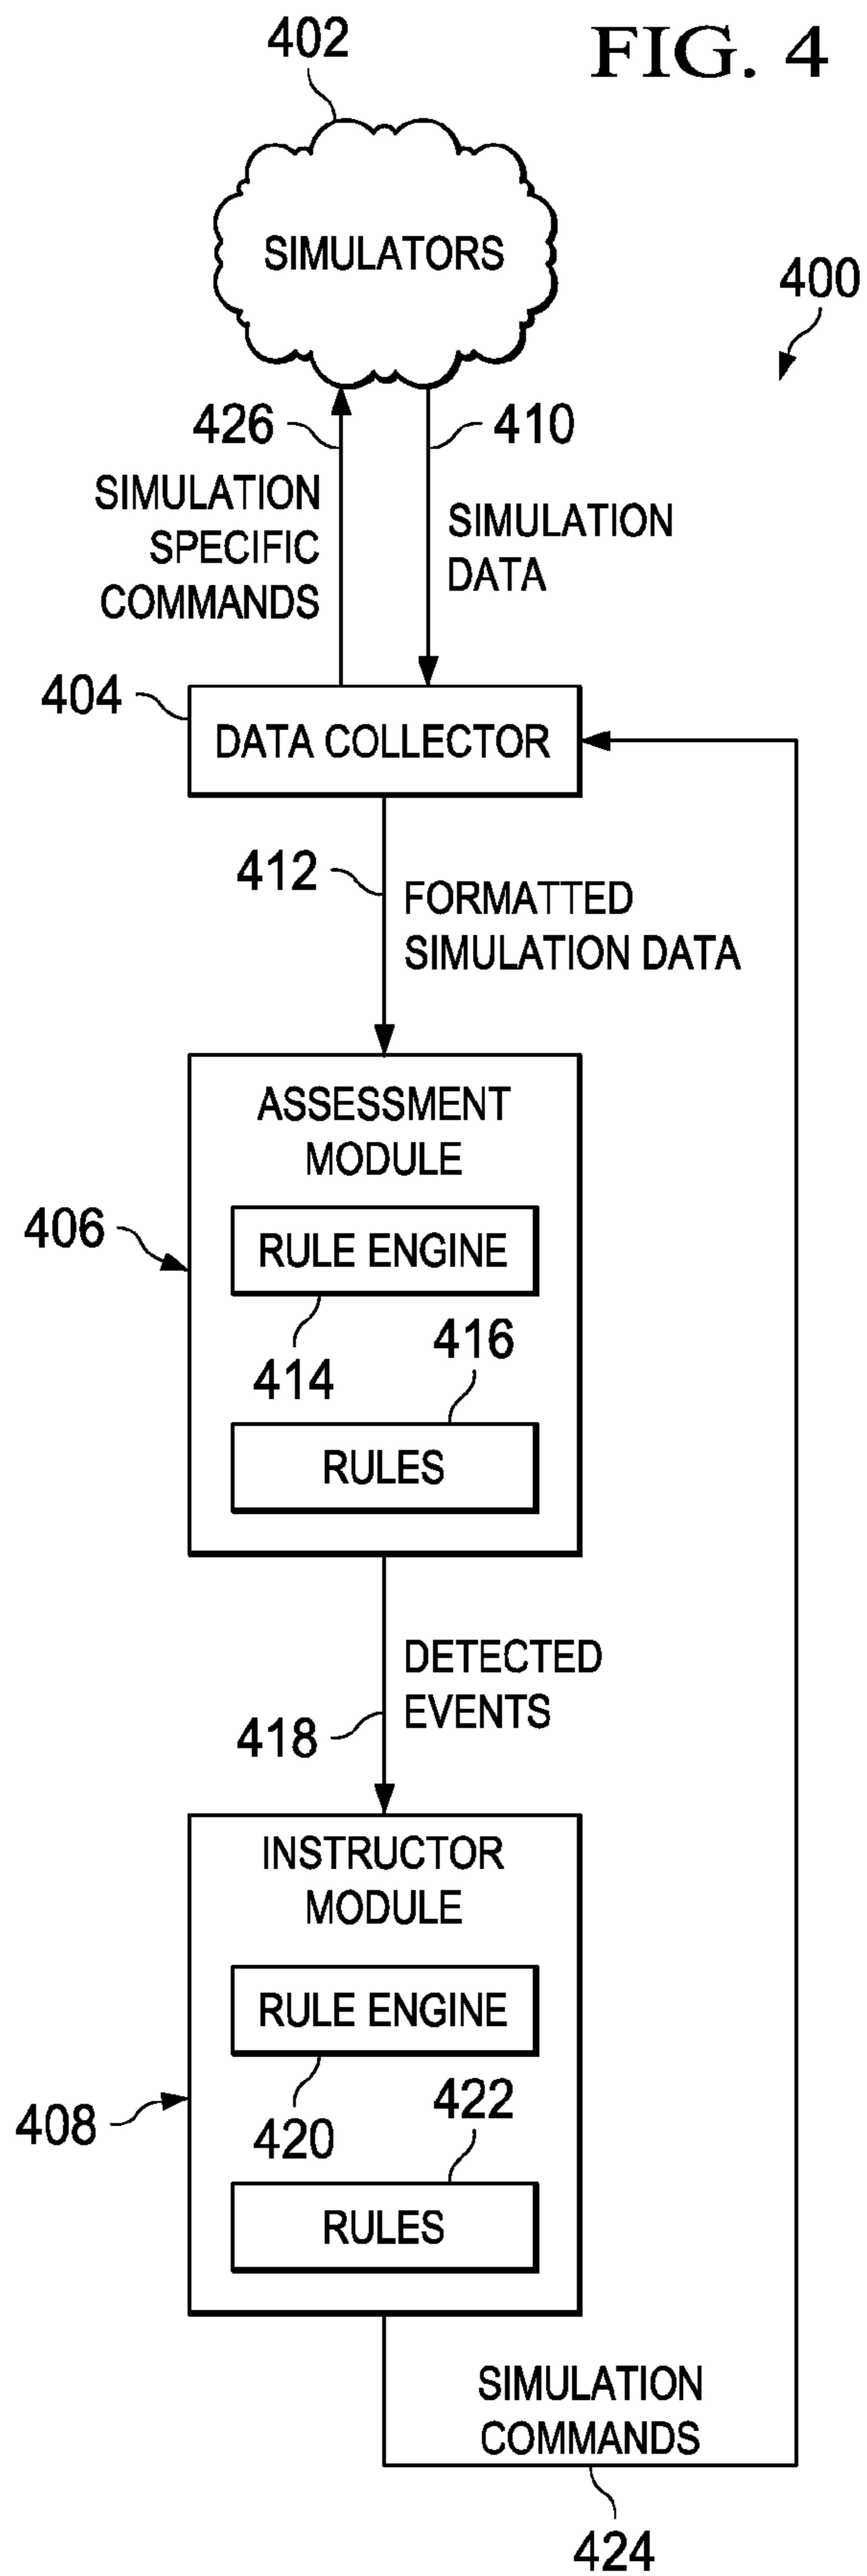 FIG. 4
402
SIMULATORS
400
426
410
SIMULATION
SPECIFIC
COMMANDS
SIMULATION
DATA
404
DATA COLLECTOR
412
FORMATTED
SIMULATION DATA
ASSESSMENT
MODULE
406
RULE ENGINE
414
416
RULES
DETECTED
EVENTS
418
INSTRUCTOR
MODULE
RULE ENGINE
408
420
422
RULES
SIMULATION
COMMANDS
424